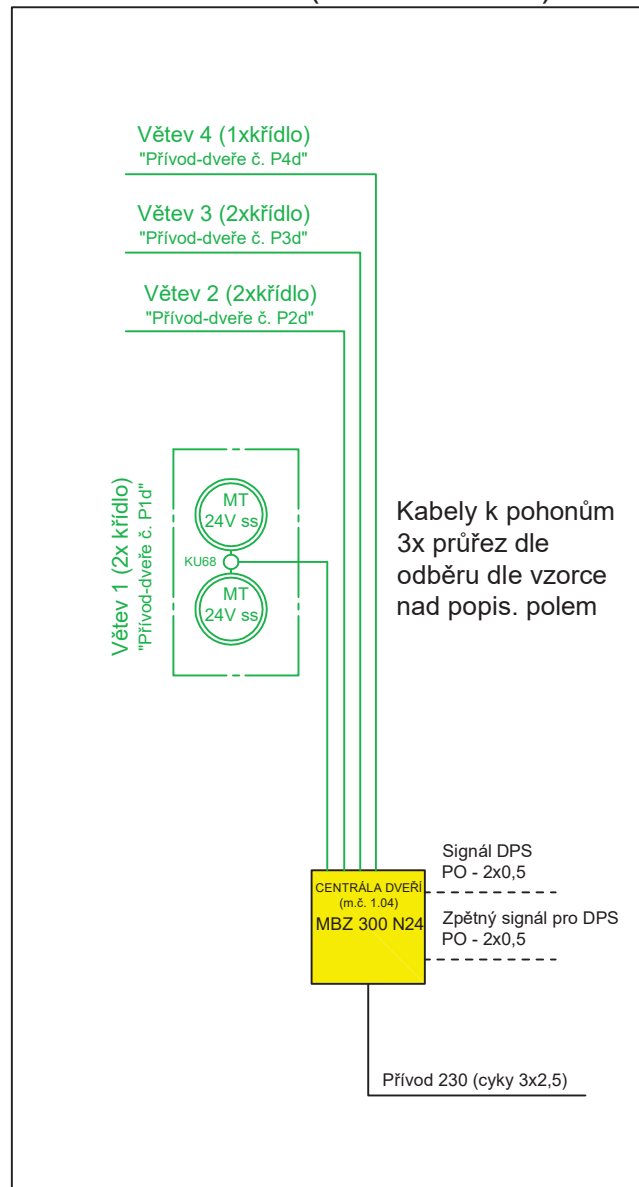 Větev 4 (1xkřídlo)
"Přívod-dveře č. P4d"
Větev 3 (2xkřídlo)
"Přívod-dveře č. P3d"
Větev 2 (2xkřídlo)
"Přívod-dveře č. P2d"
Větev 1 (2x křídlo)
"Přívod-dveře č. P1d"
MT
24V ss
KU68
MT
24V ss
Kabely k pohonům
3x průřez dle
odběru dle vzorce
nad popis. polem
CENTRÁLA DVEŘÍ
(m.č. 1.04)
MBZ 300 N24
Signál DPS
PO - 2x0,5
Zpětný signál pro DPS
PO - 2x0,5
Přívod 230 (cyky 3x2,5)